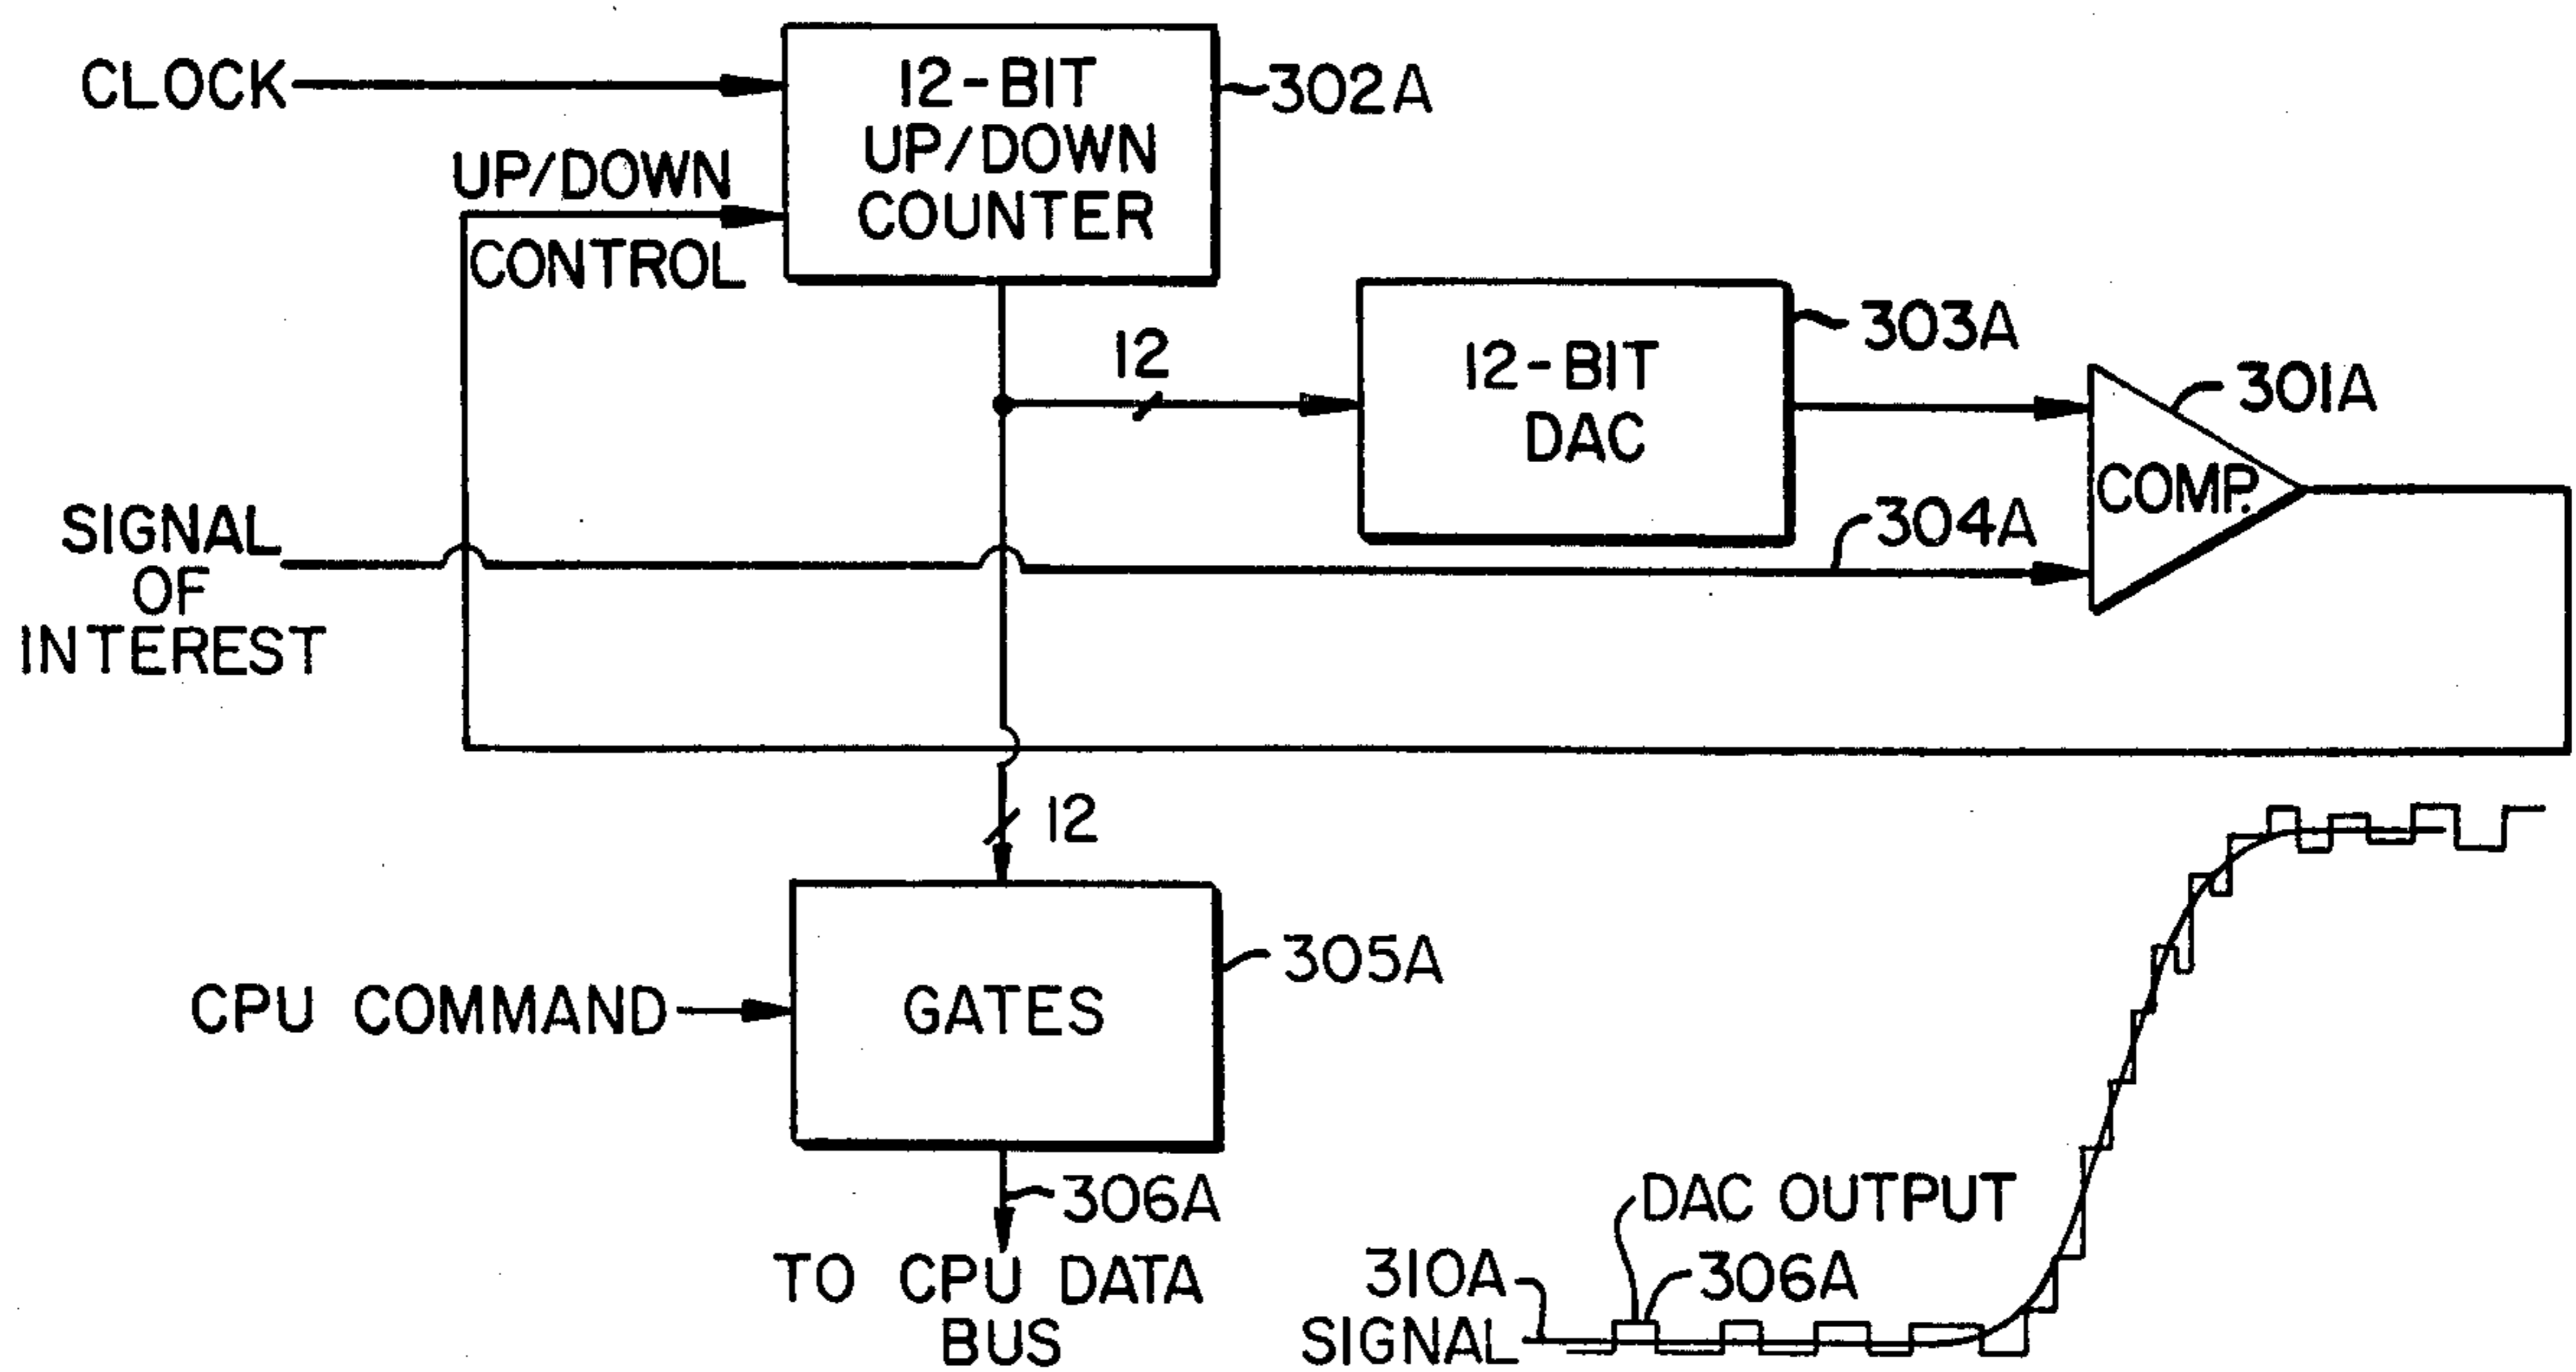 CLOCK
12-BIT
UP/DOWN
COUNTER
302A
UP/DOWN
CONTROL
12
12-BIT
DAC
303A
301A
COMP.
SIGNAL
OF
INTEREST
304A
12
CPU COMMAND
GATES
305A
306A
TO CPU DATA
BUS
DAC OUTPUT
310A
306A
SIGNAL